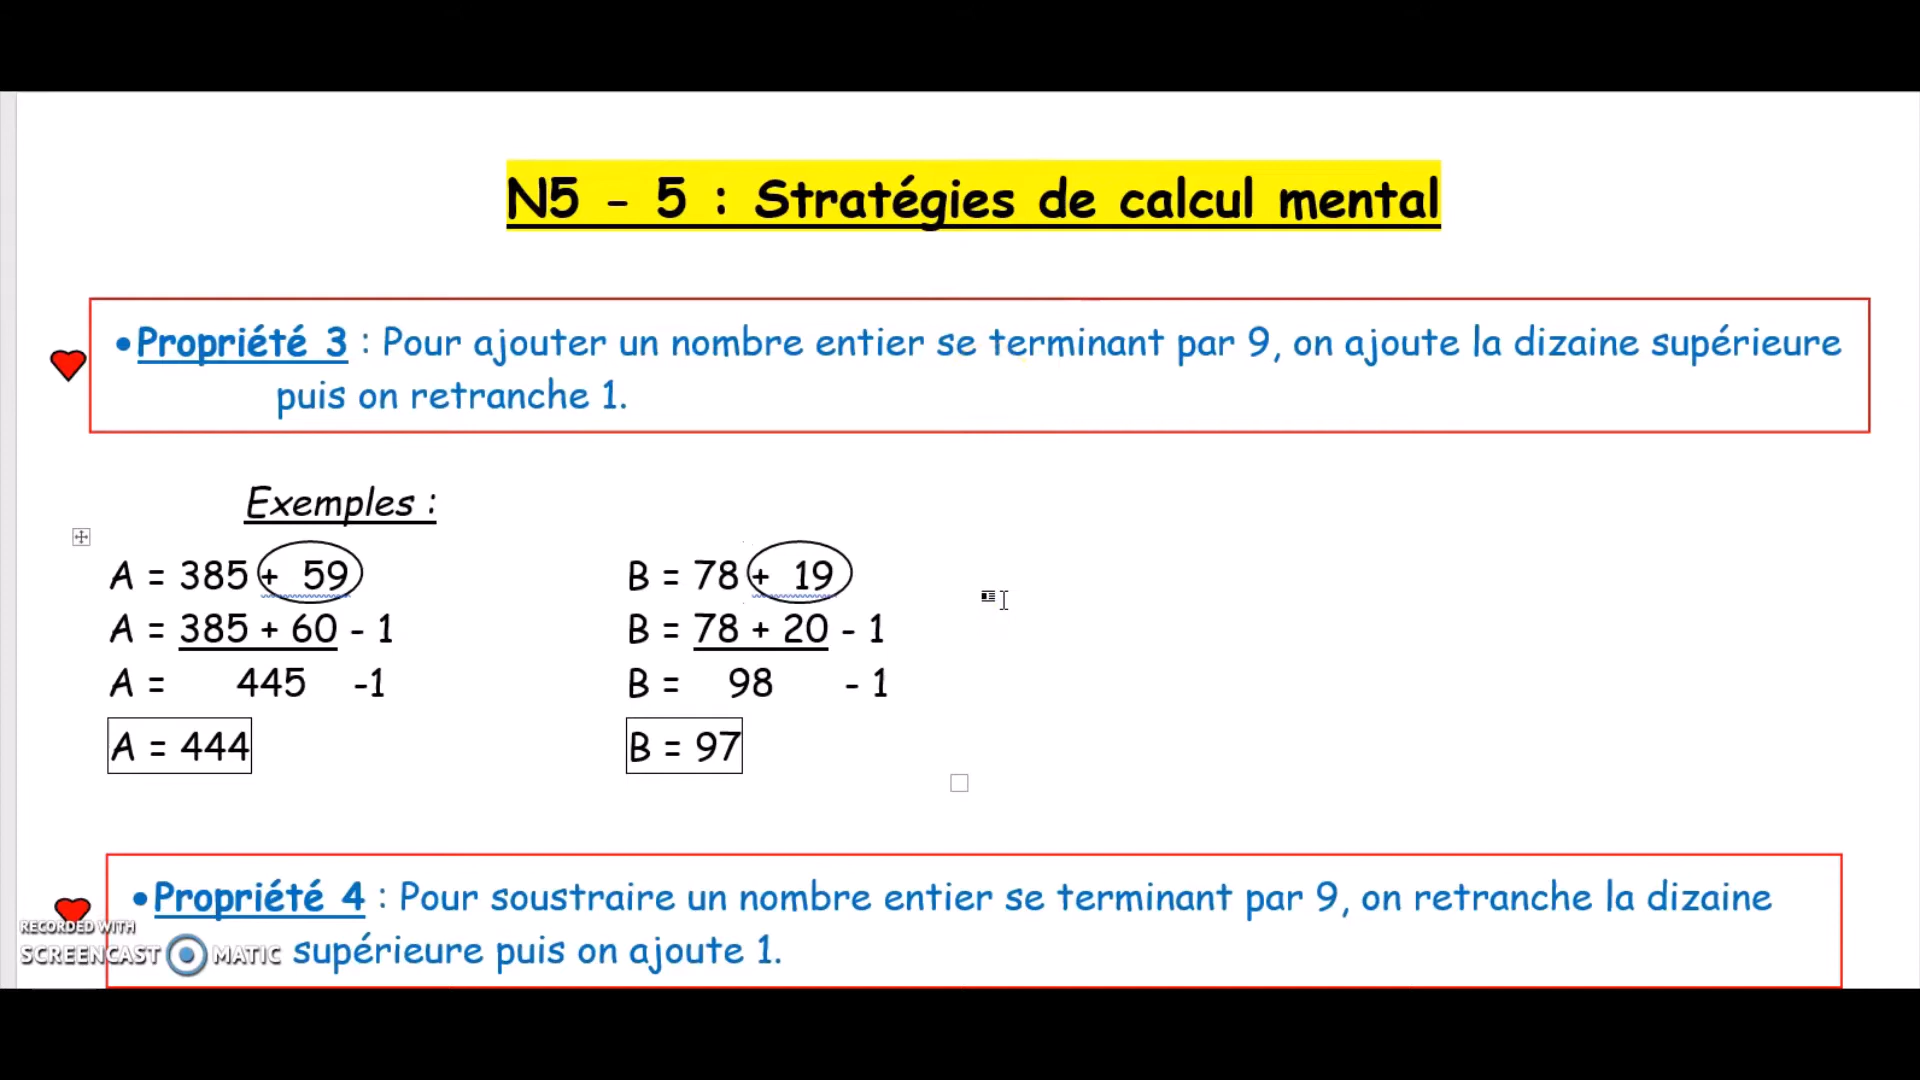 N5 - 5 : Stratégies de calcul mental
•Propriété 3 : Pour ajouter un nombre entier se terminant par 9, on ajoute la dizaine supérieure
puis on retranche 1.
Exemples :
A = 385 + 59
A = 385 + 60 - 1
A = 445 -1
A = 444
B = 78 + 19
B = 78 + 20 - 1
B = 98 - 1
B = 97
•Propriété 4 : Pour soustraire un nombre entier se terminant par 9, on retranche la dizaine
supérieure puis on ajoute 1.
RECORDED WITH
SCREENCAST MATIC